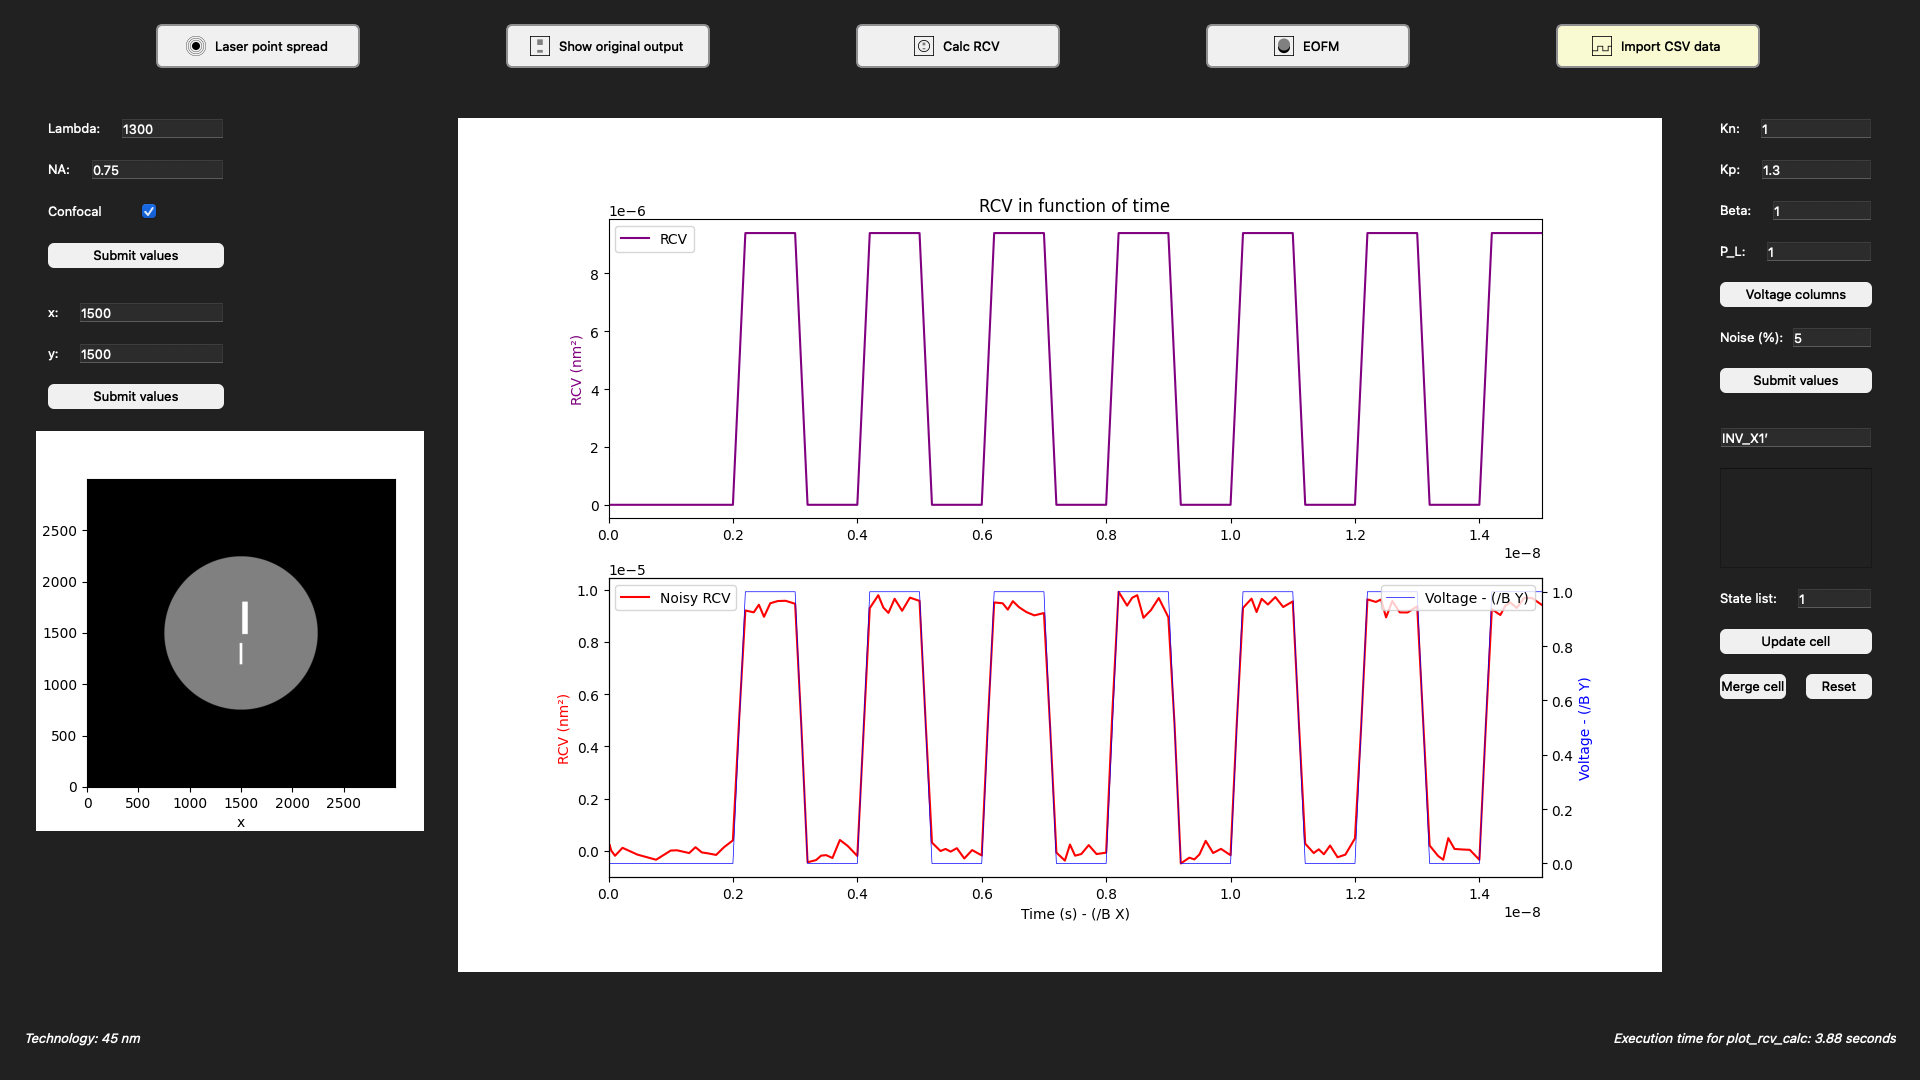 Laser point spread
Show original output
Calc RCV
EOFM
Import CSV data
Lambda: 1300
NA: 0.75
Confocal
Submit values
x: 1500
y: 1500
Submit values
2500
2000
1500
1000
500
0
0 500 1000 1500 2000 2500
x
RCV in function of time
1e−6
RCV
RCV (nm²)
8
6
4
2
0
0.0 0.2 0.4 0.6 0.8 1.0 1.2 1.4
1e−8
1e−5
Noisy RCV
Voltage - (/B Y)
RCV (nm²)
1.0
0.8
0.6
0.4
0.2
0.0
1.0
0.8
0.6
0.4
0.2
0.0
Voltage - (/B Y)
0.0 0.2 0.4 0.6 0.8 1.0 1.2 1.4
1e−8
Time (s) - (/B X)
Kn: 1
Kp: 1.3
Beta: 1
P_L: 1
Voltage columns
Noise (%): 5
Submit values
INV_X1'
State list: 1
Update cell
Merge cell Reset
Technology: 45 nm
Execution time for plot_rcv_calc: 3.88 seconds